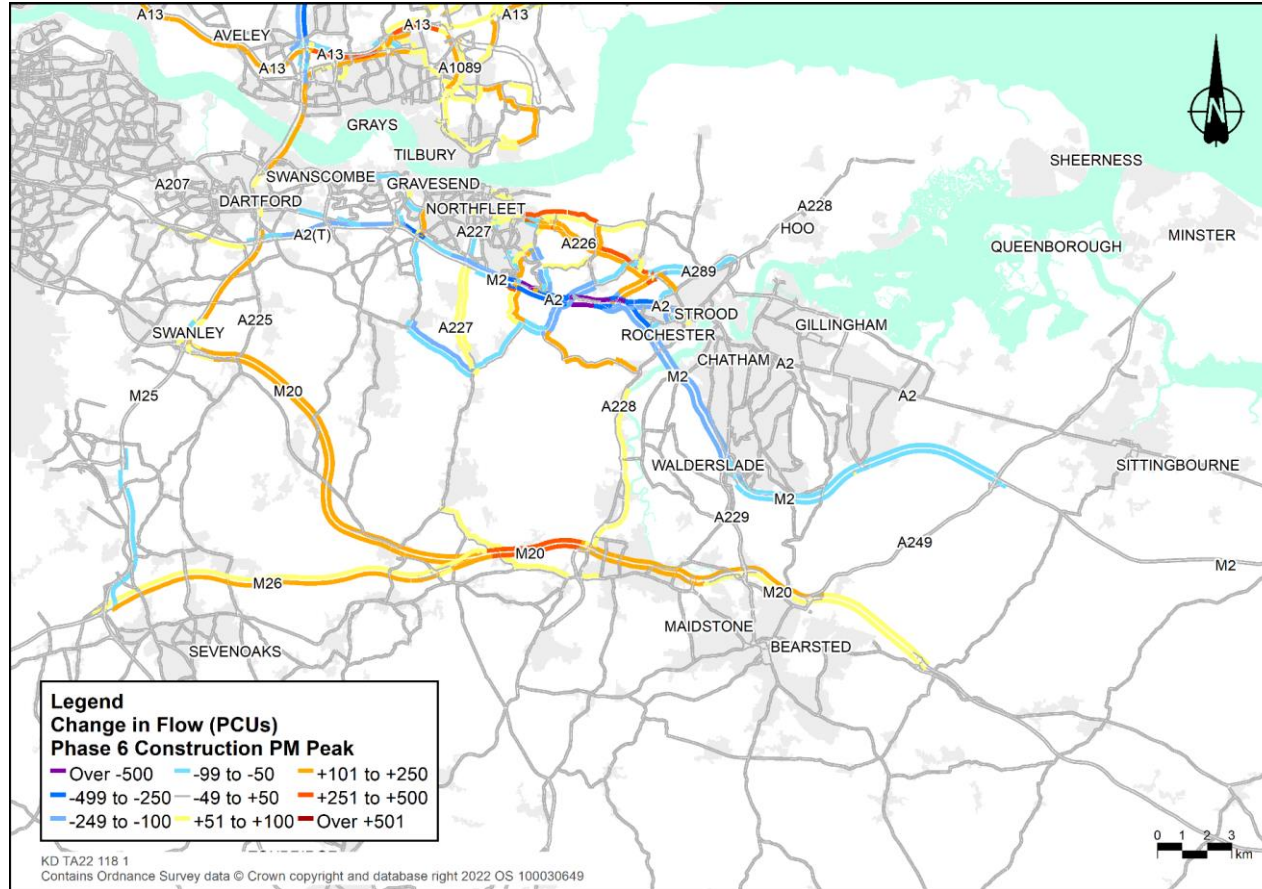 A13
A13
A13
AVELEY
A13
A13
A1089
GRAYS
TILBURY
SHEERNESS
A207
SWANSCOMBE
GRAVESEND
DARTFORD
NORTHFLEET
A228
HOO
A2(T)
A227
A226
QUEENBOROUGH
MINSTER
M2
A289
A2
A2
STROOD
A225
SWANLEY
A227
ROCHESTER
GILLINGHAM
CHATHAM
A2
M25
M20
M2
A228
A2
WALDERSLADE
SITTINGBOURNE
M2
A229
A249
M20
M2
M26
M20
MAIDSTONE
BEARSTED
SEVENOAKS
N
Legend
Change in Flow (PCUs)
Phase 6 Construction PM Peak
Over -500 -99 to -50 +101 to +250
-499 to -250 -49 to +50 +251 to +500
-249 to -100 +51 to +100 Over +501
0 1 2 3
km
KD TA22 118 1
Contains Ordnance Survey data © Crown copyright and database right 2022 OS 100030649